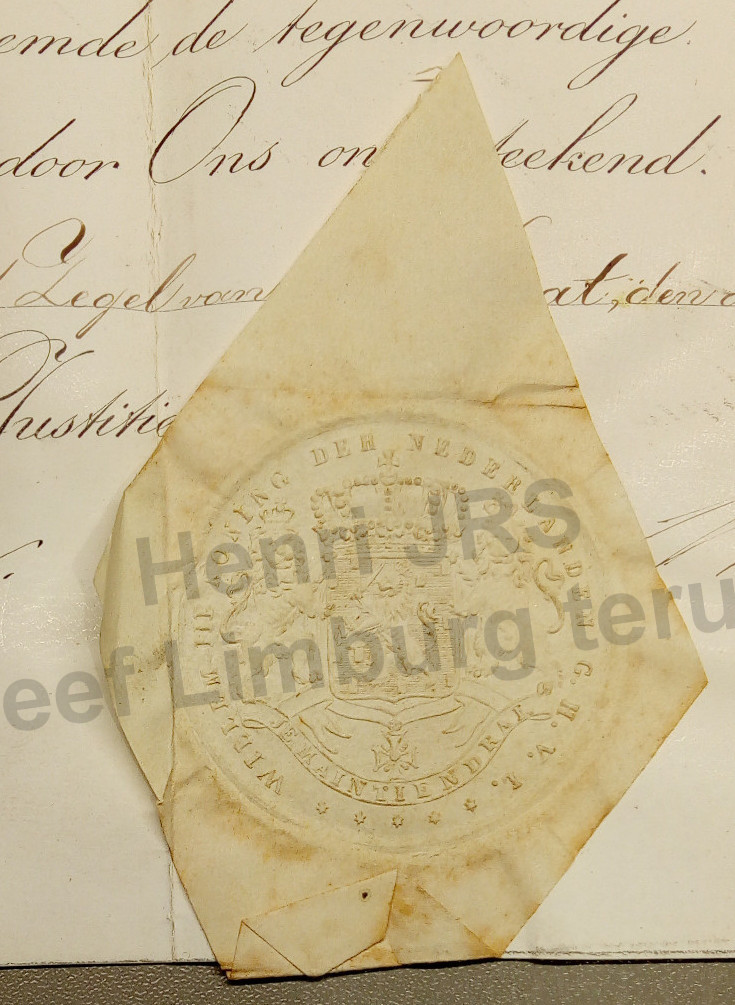 emde de tegenwoordige.
door Ons on teekend.
Zegel van at, den
Justitie
WILLEM III KONING DER NEDERLANDEN G. H. V. L.
JE MAINTIENDRAI
Henri JRS
eef Limburg teru